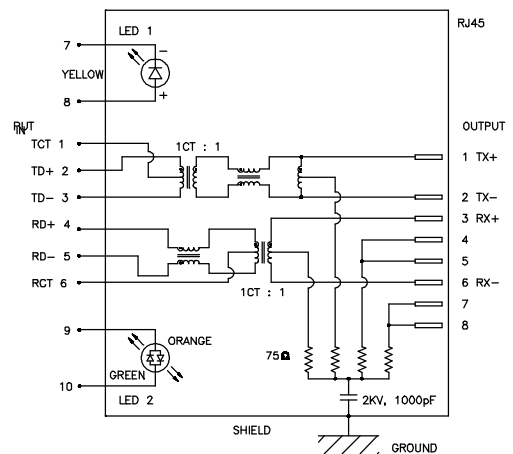 LED 1
RJ45
7
YELLOW
8
INPUT
OUTPUT
TCT 1
1CT : 1
1 TX+
TD+ 2
TD- 3
2 TX-
3 RX+
RD+ 4
4
RD- 5
5
RCT 6
6 RX-
1CT : 1
7
8
9
ORANGE
75Ω
GREEN
10
LED 2
2KV, 1000pF
SHIELD
GROUND
− 
+